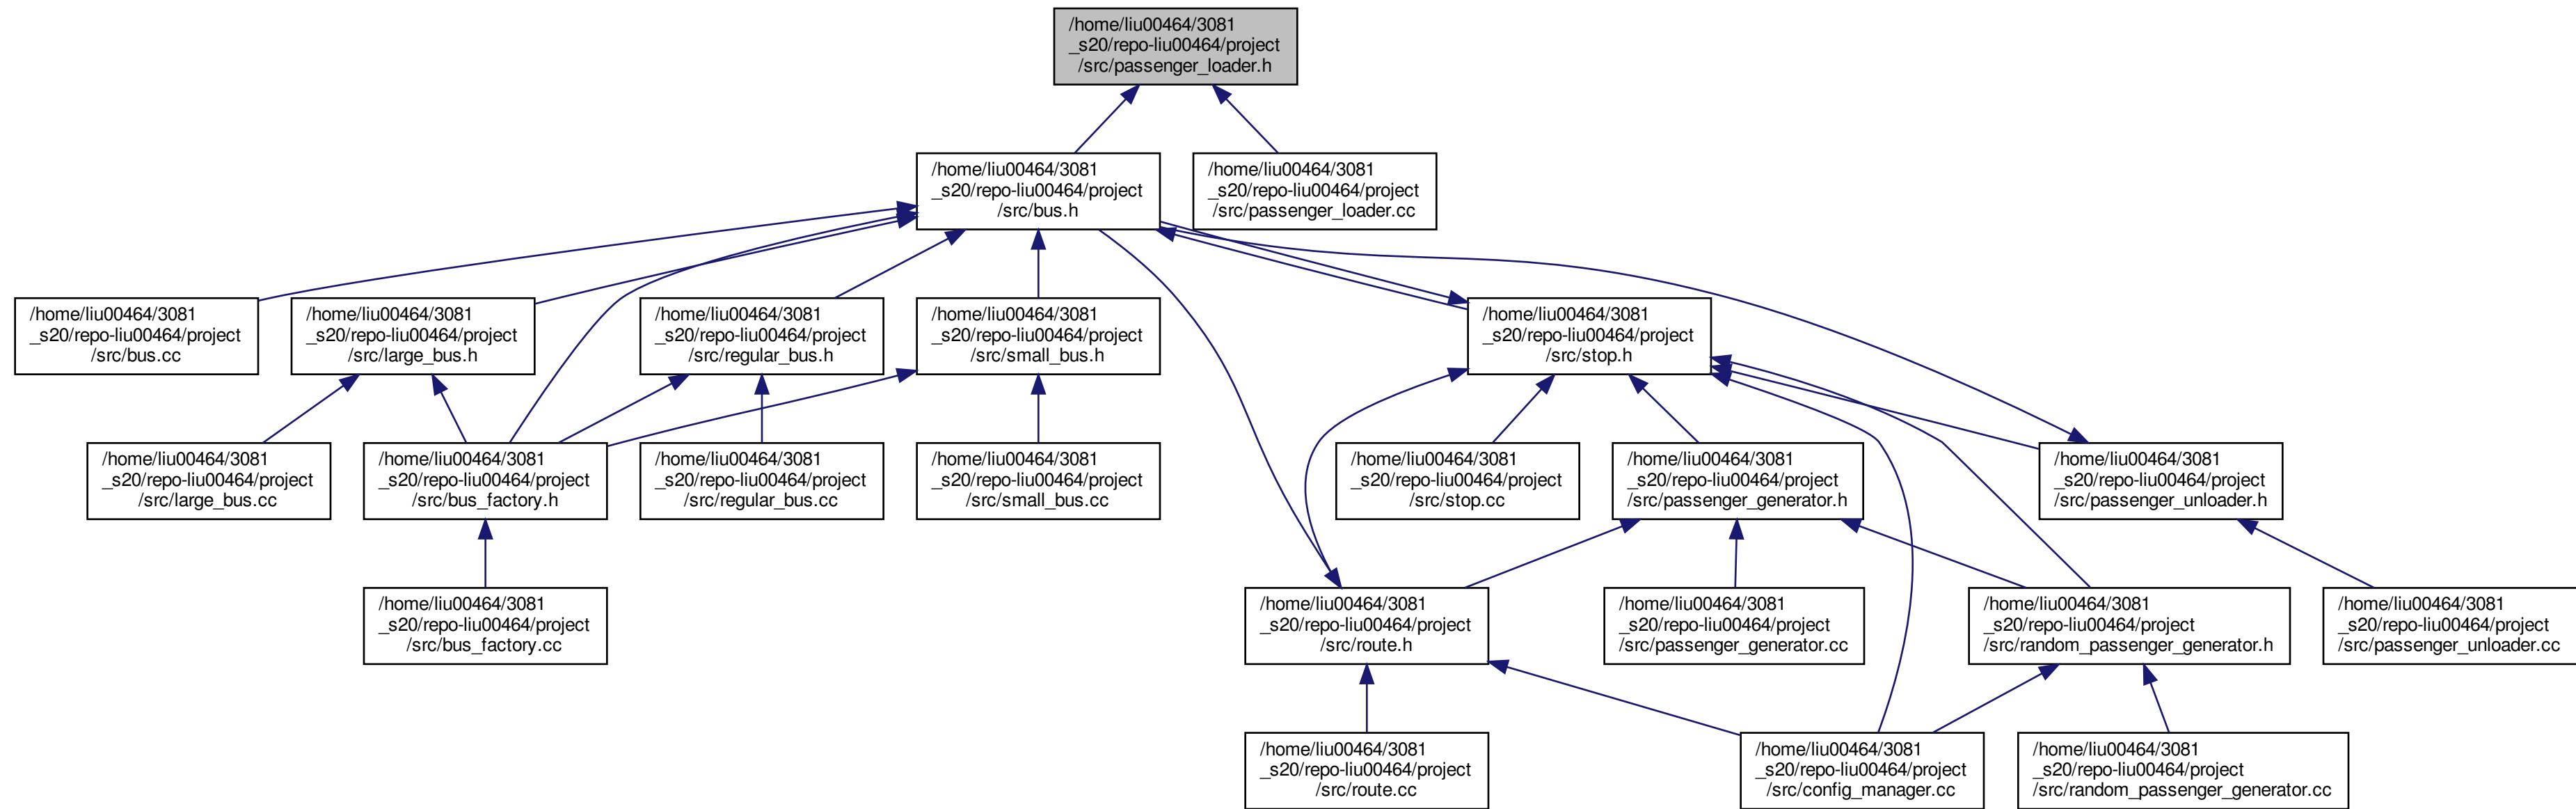 /home/liu00464/3081
_s20/repo-liu00464/project
/src/passenger_loader.h
/home/liu00464/3081
_s20/repo-liu00464/project
/src/bus.h
/home/liu00464/3081
_s20/repo-liu00464/project
/src/passenger_loader.cc
/home/liu00464/3081
_s20/repo-liu00464/project
/src/bus.cc
/home/liu00464/3081
_s20/repo-liu00464/project
/src/large_bus.h
/home/liu00464/3081
_s20/repo-liu00464/project
/src/regular_bus.h
/home/liu00464/3081
_s20/repo-liu00464/project
/src/small_bus.h
/home/liu00464/3081
_s20/repo-liu00464/project
/src/stop.h
/home/liu00464/3081
_s20/repo-liu00464/project
/src/large_bus.cc
/home/liu00464/3081
_s20/repo-liu00464/project
/src/bus_factory.h
/home/liu00464/3081
_s20/repo-liu00464/project
/src/regular_bus.cc
/home/liu00464/3081
_s20/repo-liu00464/project
/src/small_bus.cc
/home/liu00464/3081
_s20/repo-liu00464/project
/src/stop.cc
/home/liu00464/3081
_s20/repo-liu00464/project
/src/passenger_generator.h
/home/liu00464/3081
_s20/repo-liu00464/project
/src/passenger_unloader.h
/home/liu00464/3081
_s20/repo-liu00464/project
/src/bus_factory.cc
/home/liu00464/3081
_s20/repo-liu00464/project
/src/route.h
/home/liu00464/3081
_s20/repo-liu00464/project
/src/passenger_generator.cc
/home/liu00464/3081
_s20/repo-liu00464/project
/src/random_passenger_generator.h
/home/liu00464/3081
_s20/repo-liu00464/project
/src/passenger_unloader.cc
/home/liu00464/3081
_s20/repo-liu00464/project
/src/route.cc
/home/liu00464/3081
_s20/repo-liu00464/project
/src/config_manager.cc
/home/liu00464/3081
_s20/repo-liu00464/project
/src/random_passenger_generator.cc